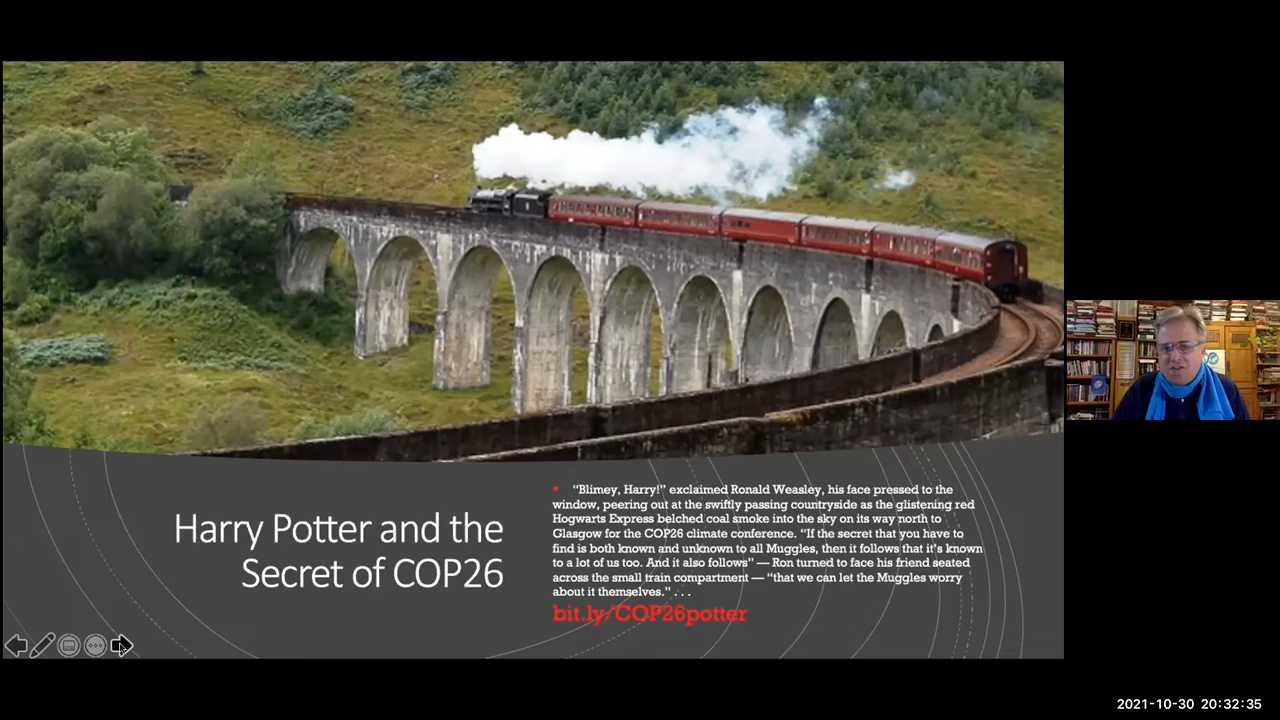 Harry Potter and the
Secret of COP26
“Blimey, Harry!” exclaimed Ronald Weasley, his face pressed to the
window, peering out at the swiftly passing countryside as the glistening red
Hogwarts Express belched coal smoke into the sky on its way north to
Glasgow for the COP26 climate conference. “If the secret that you have to
find is both known and unknown to all Muggles, then it follows that it’s known
to a lot of us too. And it also follows” — Ron turned to face his friend seated
across the small train compartment — “that we can let the Muggles worry
about it themselves.” . . .
bit.ly/COP26potter
2021-10-30 20:32:35